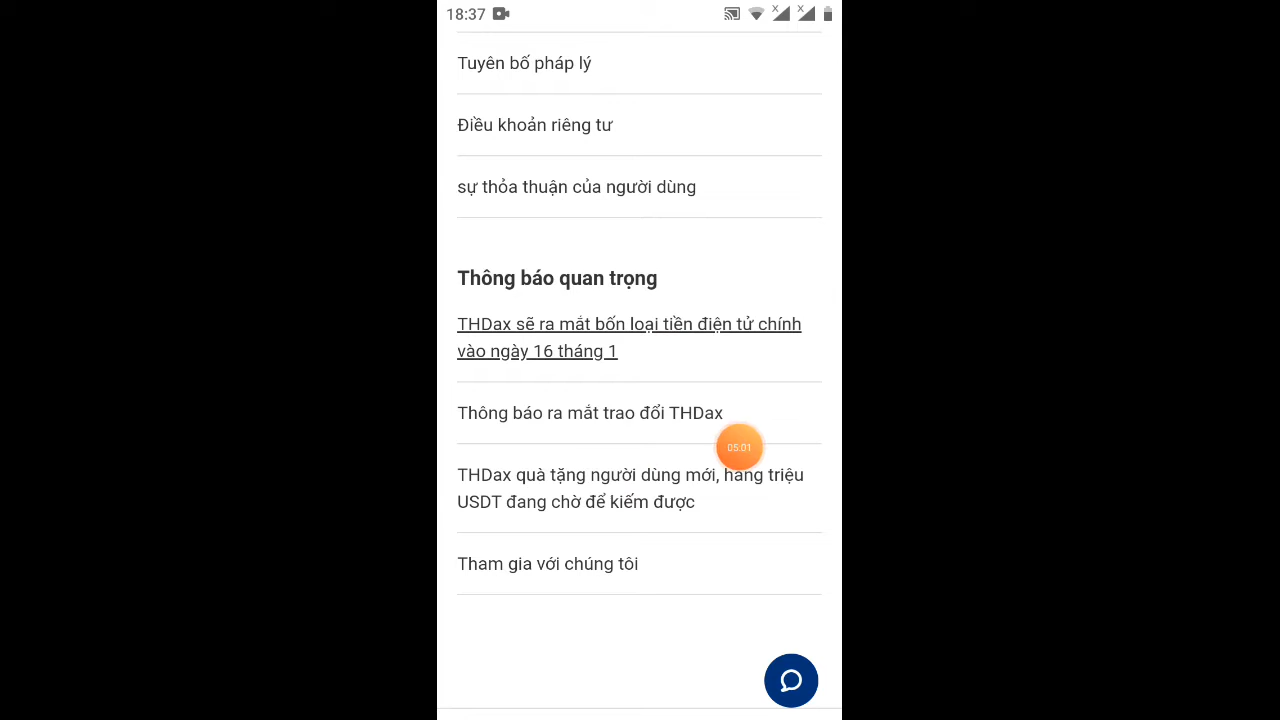 18:37
Tuyên bố pháp lý
Điều khoản riêng tư
sự thỏa thuận của người dùng
Thông báo quan trọng
THDax sẽ ra mắt bốn loại tiền điện tử chính
vào ngày 16 tháng 1
Thông báo ra mắt trao đổi THDax
05:01
THDax quà tặng người dùng mới, hàng triệu
USDT đang chờ để kiếm được
Tham gia với chúng tôi